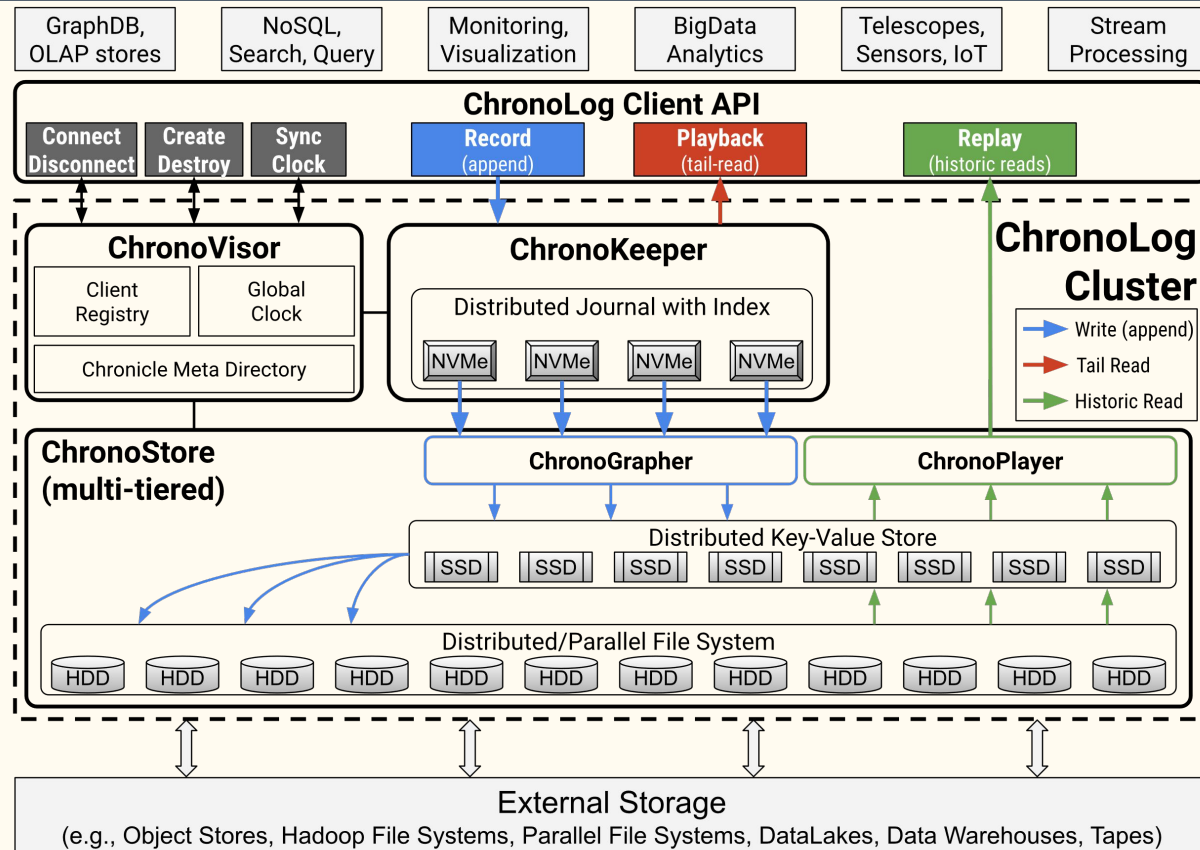 GraphDB,
OLAP stores
NoSQL,
Search, Query
Monitoring,
Visualization
BigData
Analytics
Telescopes,
Sensors, IoT
Stream
Processing
ChronoLog Client API
Connect
Disconnect
Create
Destroy
Sync
Clock
Record
(append)
Playback
(tail-read)
Replay
(historic reads)
ChronoVisor
Client
Registry
Global
Clock
Chronicle Meta Directory
ChronoKeeper
Distributed Journal with Index
NVMe
NVMe
NVMe
NVMe
ChronoLog
Cluster
Write (append)
Tail Read
Historic Read
ChronoStore
(multi-tiered)
ChronoGrapher
ChronoPlayer
Distributed Key-Value Store
SSD
SSD
SSD
SSD
SSD
SSD
SSD
SSD
Distributed/Parallel File System
HDD
HDD
HDD
HDD
HDD
HDD
HDD
HDD
HDD
HDD
HDD
HDD
External Storage
(e.g., Object Stores, Hadoop File Systems, Parallel File Systems, DataLakes, Data Warehouses, Tapes)